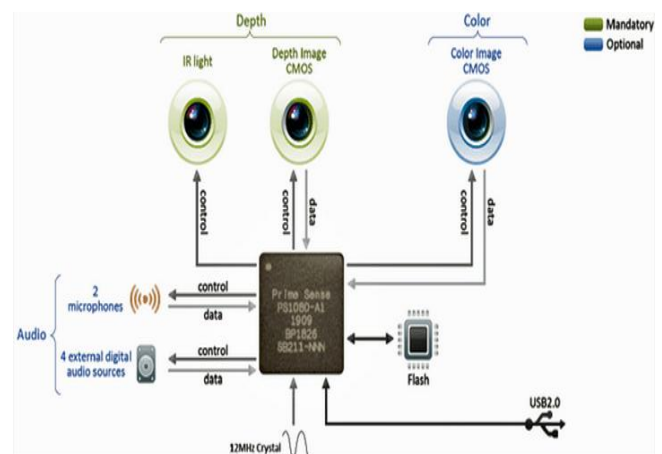 Depth
Color
Mandatory
Optional
IR light
Depth Image
CMOS
Color Image
CMOS
control
control
data
control
data
Prime Sense
PS1080-A1
1909
BP1826
SB211-NNN
Audio
2
microphones
control
data
4 external digital
audio sources
control
data
Flash
USB2.0
12MHz Crystal